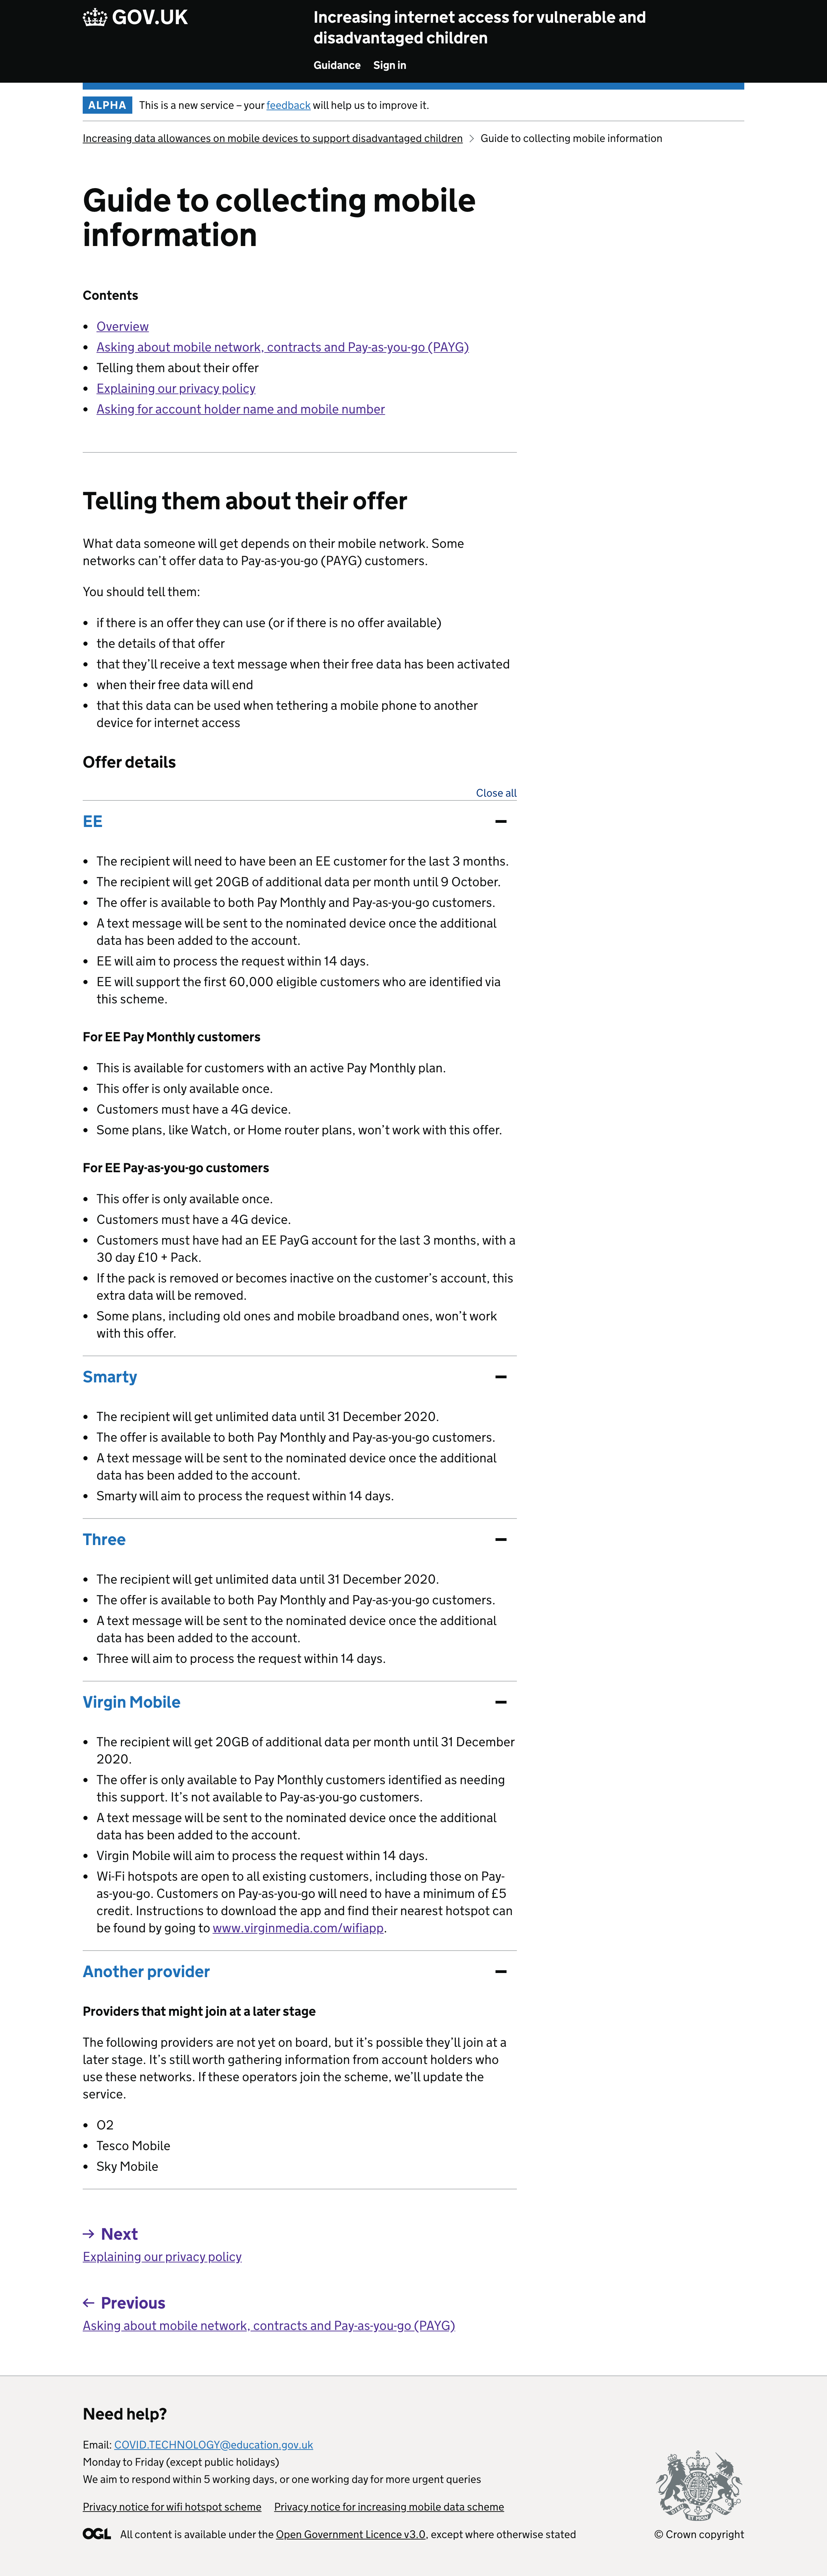 GOV.UK
Increasing internet access for vulnerable and
disadvantaged children
Guidance Sign in
ALPHA This is a new service – your feedback will help us to improve it.
Increasing data allowances on mobile devices to support disadvantaged children > Guide to collecting mobile information
Guide to collecting mobile
information
Contents
• Overview
• Asking about mobile network, contracts and Pay-as-you-go (PAYG)
• Telling them about their offer
• Explaining our privacy policy
• Asking for account holder name and mobile number
Telling them about their offer
What data someone will get depends on their mobile network. Some
networks can’t offer data to Pay-as-you-go (PAYG) customers.
You should tell them:
• if there is an offer they can use (or if there is no offer available)
• the details of that offer
• that they’ll receive a text message when their free data has been activated
• when their free data will end
• that this data can be used when tethering a mobile phone to another
device for internet access
Offer details
Close all
EE
• The recipient will need to have been an EE customer for the last 3 months.
• The recipient will get 20GB of additional data per month until 9 October.
• The offer is available to both Pay Monthly and Pay-as-you-go customers.
• A text message will be sent to the nominated device once the additional
data has been added to the account.
• EE will aim to process the request within 14 days.
• EE will support the first 60,000 eligible customers who are identified via
this scheme.
For EE Pay Monthly customers
• This is available for customers with an active Pay Monthly plan.
• This offer is only available once.
• Customers must have a 4G device.
• Some plans, like Watch, or Home router plans, won’t work with this offer.
For EE Pay-as-you-go customers
• This offer is only available once.
• Customers must have a 4G device.
• Customers must have had an EE PayG account for the last 3 months, with a
30 day £10 + Pack.
• If the pack is removed or becomes inactive on the customer’s account, this
extra data will be removed.
• Some plans, including old ones and mobile broadband ones, won’t work
with this offer.
Smarty
• The recipient will get unlimited data until 31 December 2020.
• The offer is available to both Pay Monthly and Pay-as-you-go customers.
• A text message will be sent to the nominated device once the additional
data has been added to the account.
• Smarty will aim to process the request within 14 days.
Three
• The recipient will get unlimited data until 31 December 2020.
• The offer is available to both Pay Monthly and Pay-as-you-go customers.
• A text message will be sent to the nominated device once the additional
data has been added to the account.
• Three will aim to process the request within 14 days.
Virgin Mobile
• The recipient will get 20GB of additional data per month until 31 December
2020.
• The offer is only available to Pay Monthly customers identified as needing
this support. It’s not available to Pay-as-you-go customers.
• A text message will be sent to the nominated device once the additional
data has been added to the account.
• Virgin Mobile will aim to process the request within 14 days.
• Wi-Fi hotspots are open to all existing customers, including those on Pay-
as-you-go. Customers on Pay-as-you-go will need to have a minimum of £5
credit. Instructions to download the app and find their nearest hotspot can
be found by going to www.virginmedia.com/wifiapp.
Another provider
Providers that might join at a later stage
The following providers are not yet on board, but it’s possible they’ll join at a
later stage. It’s still worth gathering information from account holders who
use these networks. If these operators join the scheme, we’ll update the
service.
• O2
• Tesco Mobile
• Sky Mobile
→ Next
Explaining our privacy policy
← Previous
Asking about mobile network, contracts and Pay-as-you-go (PAYG)
Need help?
Email: COVID.TECHNOLOGY@education.gov.uk
Monday to Friday (except public holidays)
We aim to respond within 5 working days, or one working day for more urgent queries
Privacy notice for wifi hotspot scheme Privacy notice for increasing mobile data scheme
OGL All content is available under the Open Government Licence v3.0, except where otherwise stated
© Crown copyright